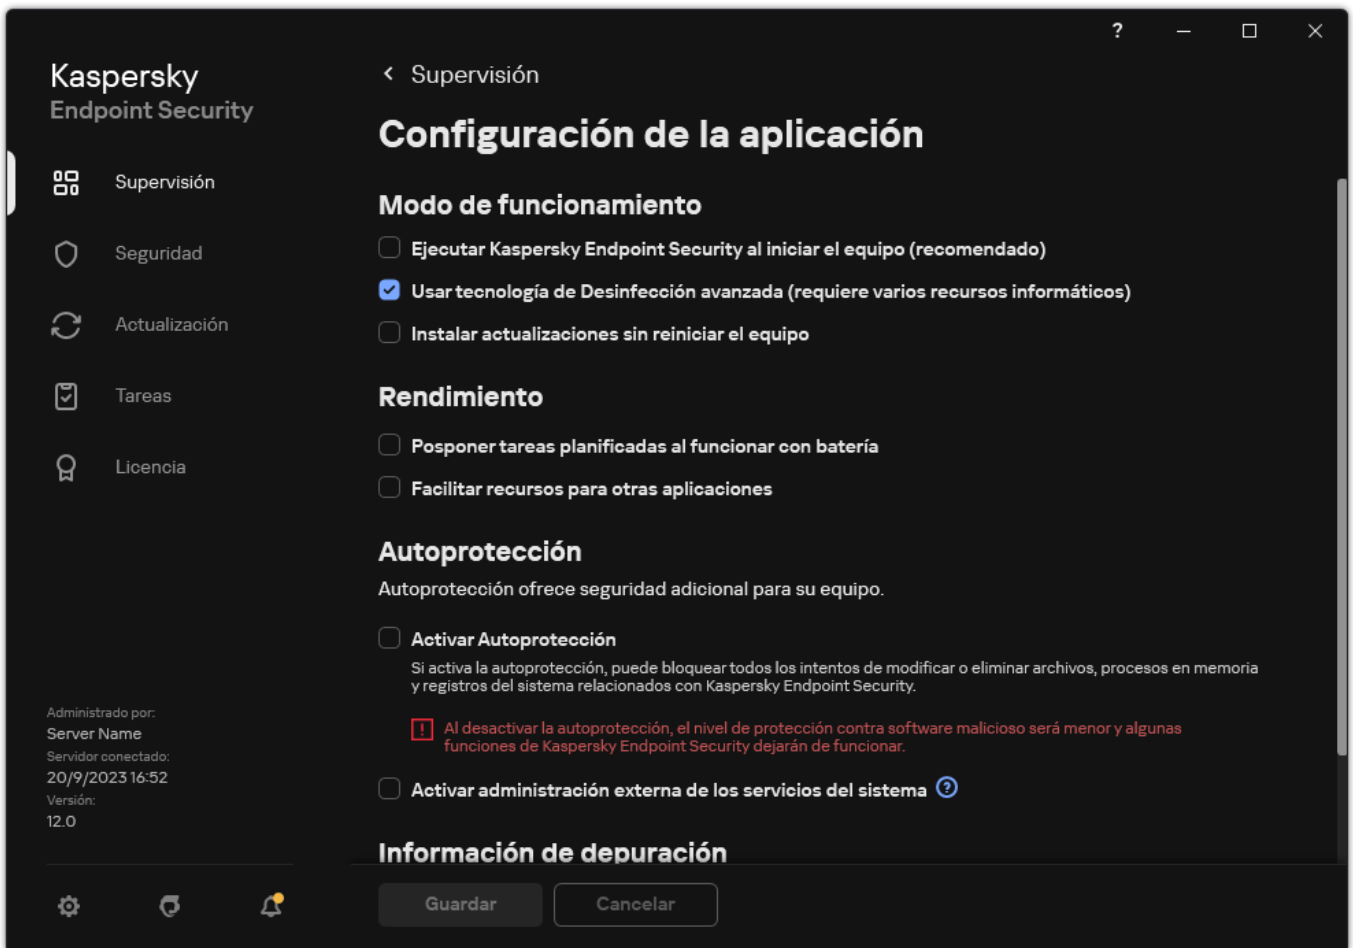 ?
Kaspersky
Endpoint Security
Supervisión
Seguridad
Actualización
Tareas
Licencia
Administrado por:
Server Name
Servidor conectado:
20/9/2023 16:52
Versión:
12.0
Supervisión
Configuración de la aplicación
Modo de funcionamiento
Ejecutar Kaspersky Endpoint Security al iniciar el equipo (recomendado)
Usar tecnología de Desinfección avanzada (requiere varios recursos informáticos)
Instalar actualizaciones sin reiniciar el equipo
Rendimiento
Posponer tareas planificadas al funcionar con batería
Facilitar recursos para otras aplicaciones
Autoprotección
Autoprotección ofrece seguridad adicional para su equipo.
Activar Autoprotección
Si activa la autoprotección, puede bloquear todos los intentos de modificar o eliminar archivos, procesos en memoria
y registros del sistema relacionados con Kaspersky Endpoint Security.
! Al desactivar la autoprotección, el nivel de protección contra software malicioso será menor y algunas
funciones de Kaspersky Endpoint Security dejarán de funcionar.
Activar administración externa de los servicios del sistema ?
Información de depuración
Guardar
Cancelar